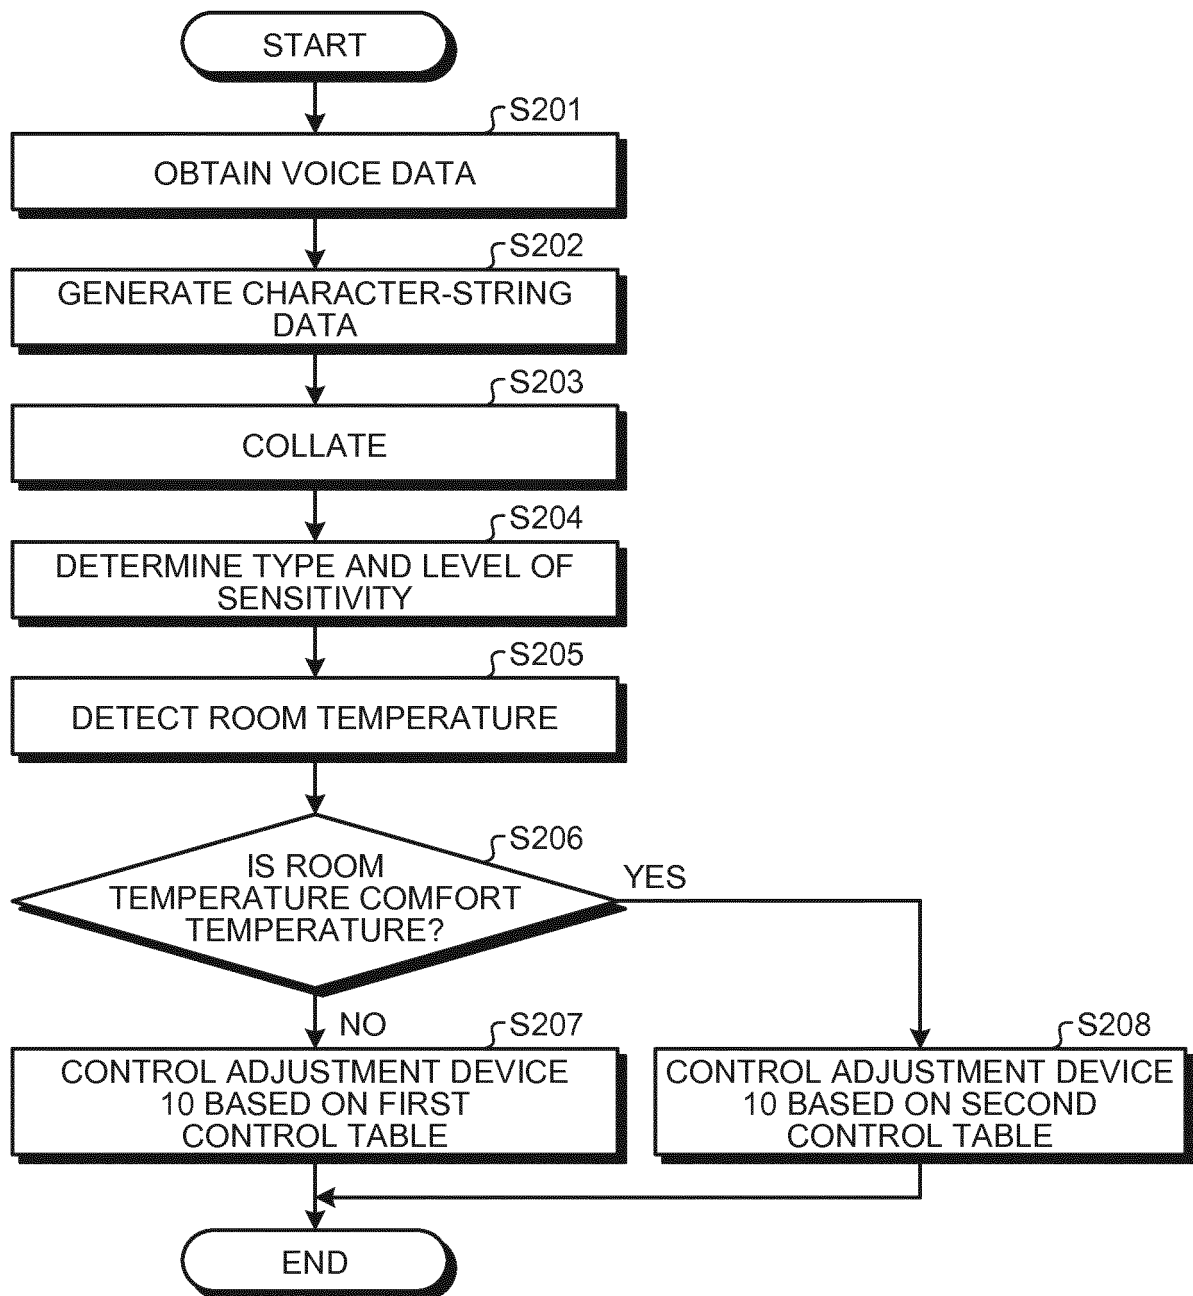 START
S201
OBTAIN VOICE DATA
S202
GENERATE CHARACTER-STRING
DATA
S203
COLLATE
S204
DETERMINE TYPE AND LEVEL OF
SENSITIVITY
S205
DETECT ROOM TEMPERATURE
S206
IS ROOM
TEMPERATURE COMFORT
TEMPERATURE?
YES
NO
S207
CONTROL ADJUSTMENT DEVICE
10 BASED ON FIRST
CONTROL TABLE
S208
CONTROL ADJUSTMENT DEVICE
10 BASED ON SECOND
CONTROL TABLE
END